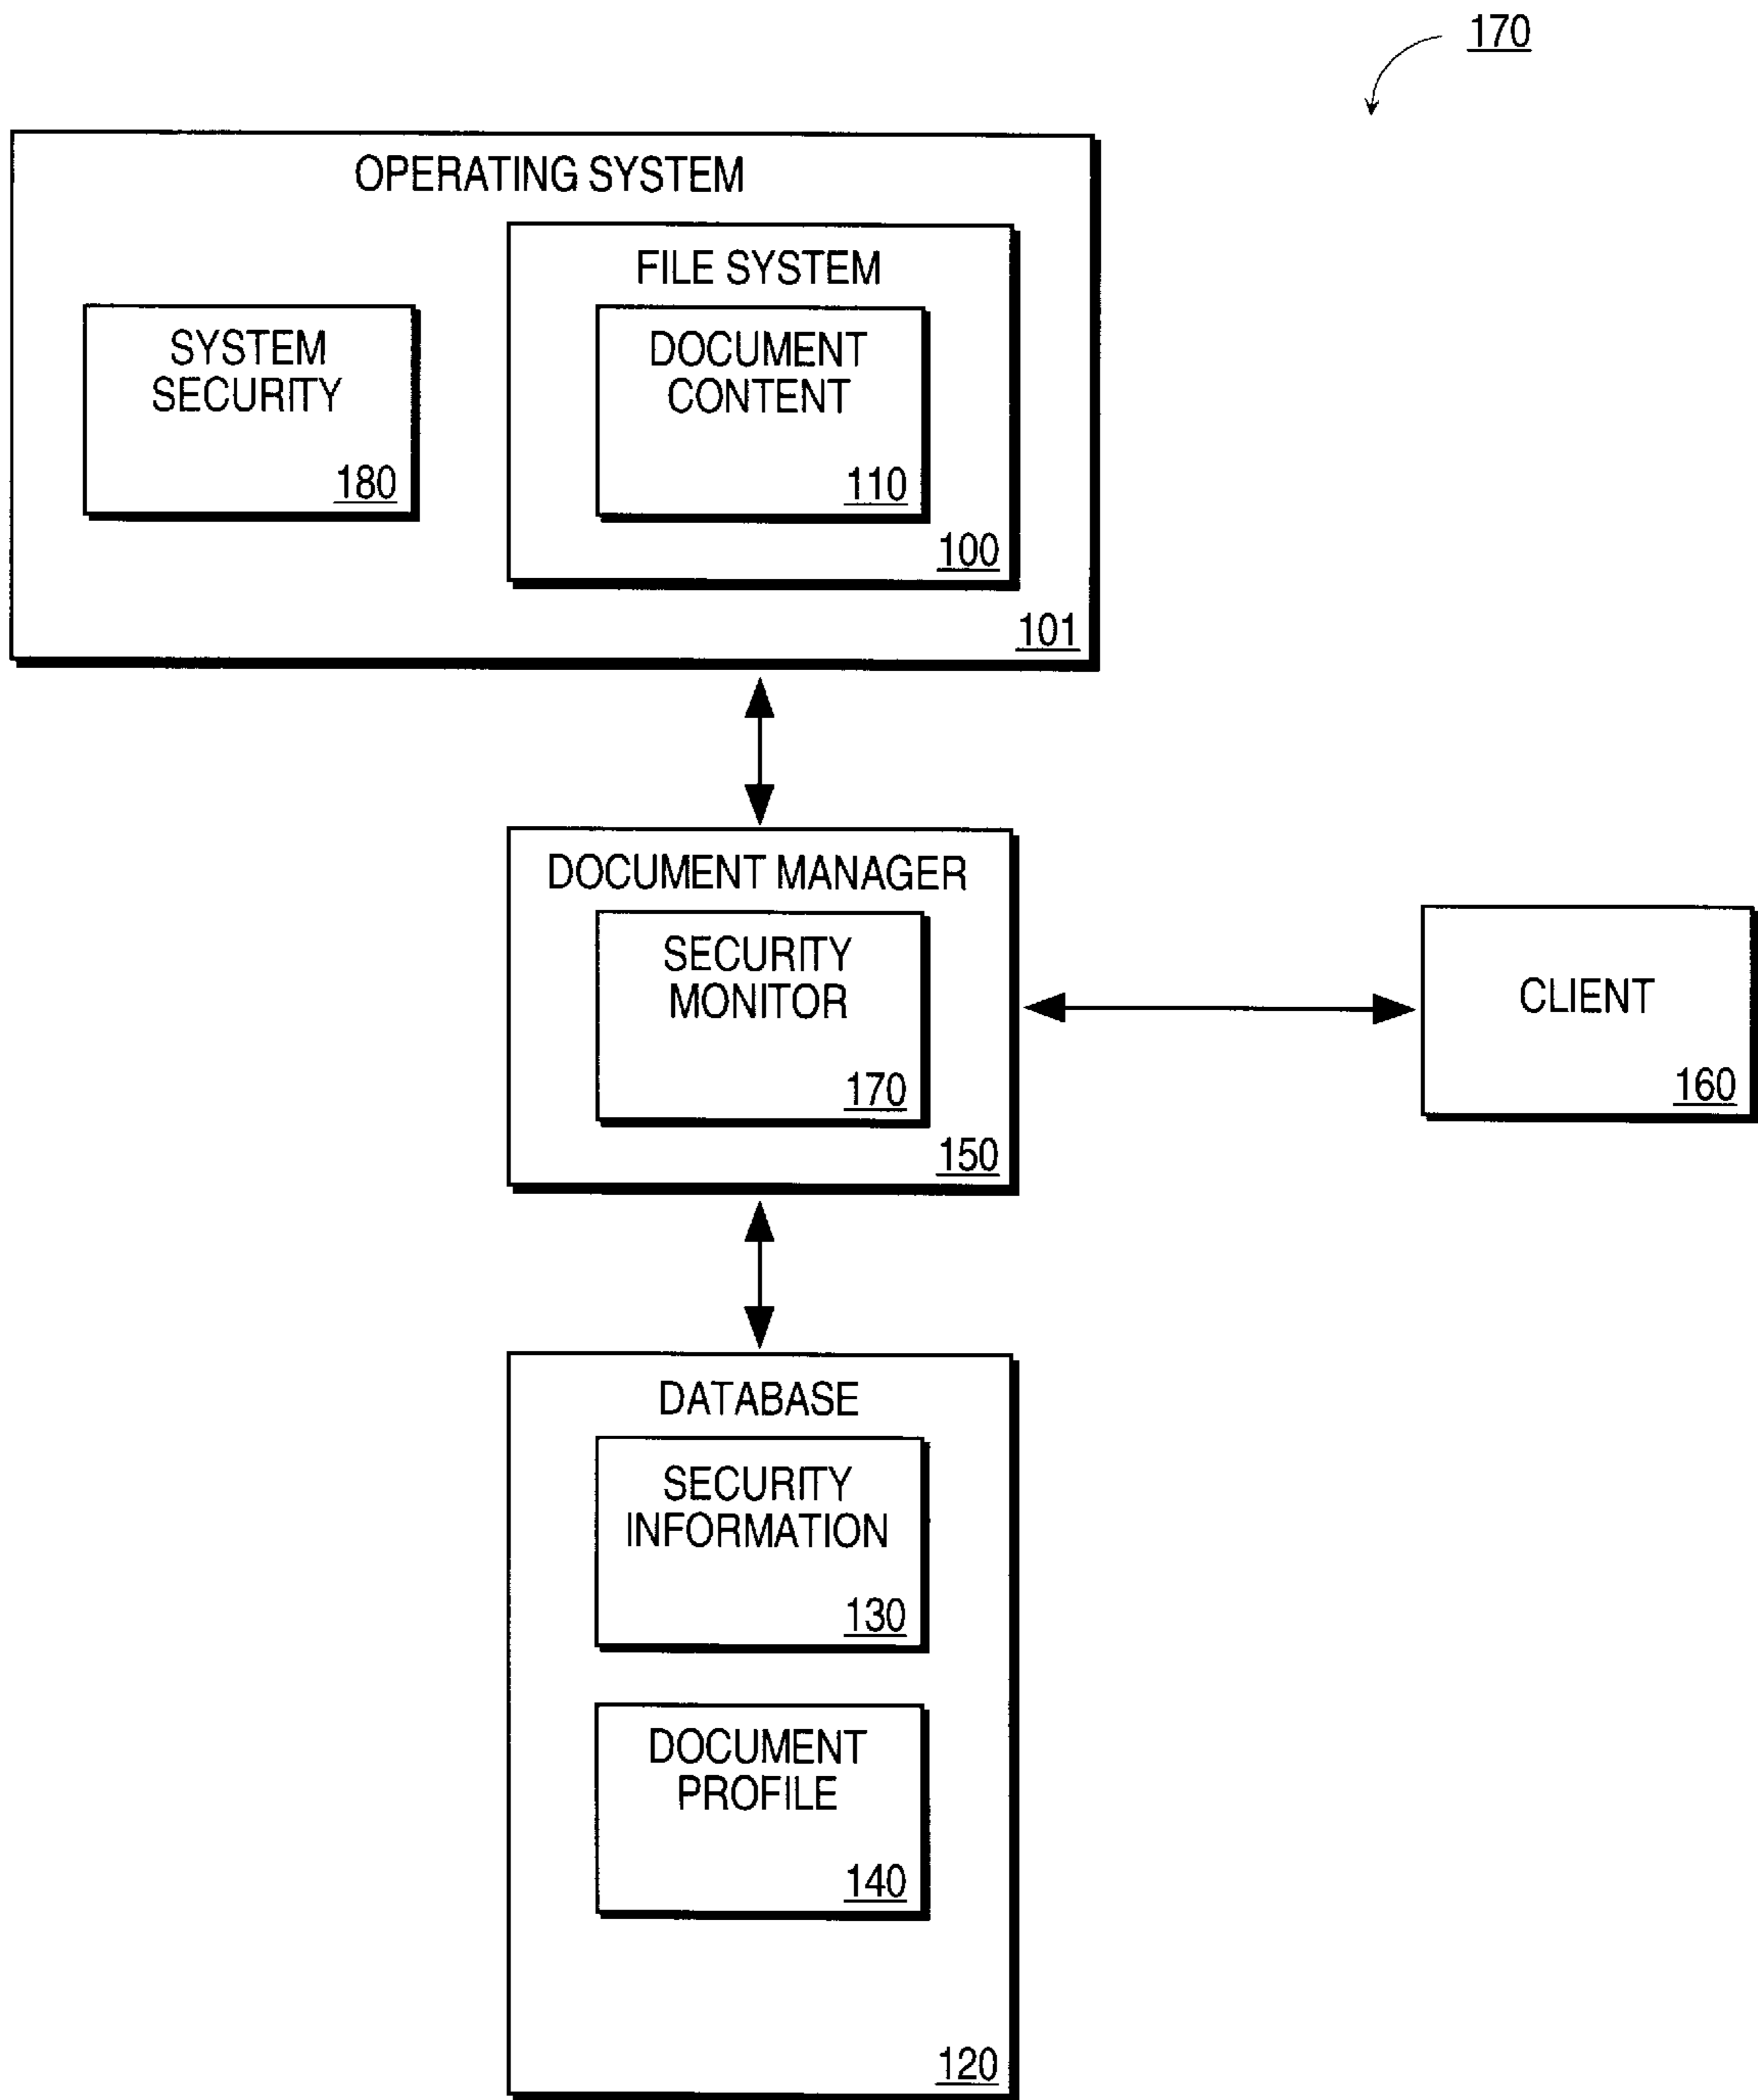 170
OPERATING SYSTEM
FILE SYSTEM
SYSTEM
SECURITY
180
DOCUMENT
CONTENT
110
100
101
DOCUMENT MANAGER
SECURITY
MONITOR
170
150
CLIENT
160
DATABASE
SECURITY
INFORMATION
130
DOCUMENT
PROFILE
140
120